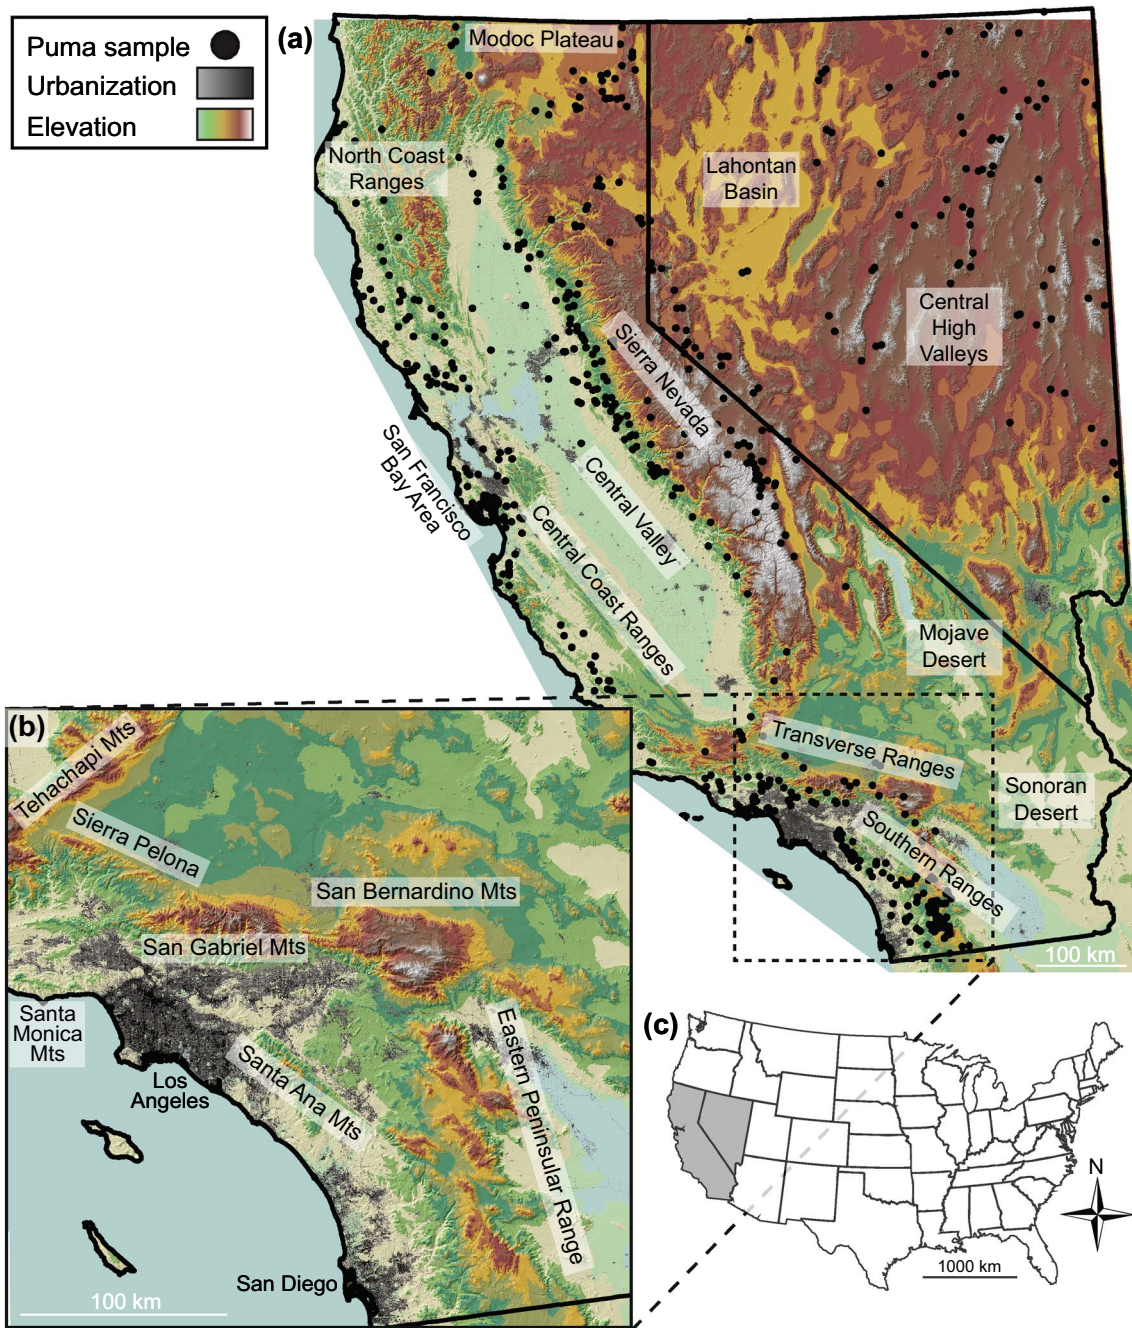 Puma sample
Urbanization
Elevation
(a)
Modoc Plateau
North Coast
Ranges
Lahontan
Basin
Central
High
Valleys
Sierra Nevada
San Francisco
Bay Area
Central Valley
Central Coast Ranges
Mojave
Desert
Transverse Ranges
Sonoran
Desert
Southern Ranges
100 km
(b)
Tehachapi Mts
Sierra Pelona
San Bernardino Mts
San Gabriel Mts
Santa
Monica
Mts
Los
Angeles
Santa Ana Mts
Eastern Peninsular Range
San Diego
100 km
(c)
N
1000 km